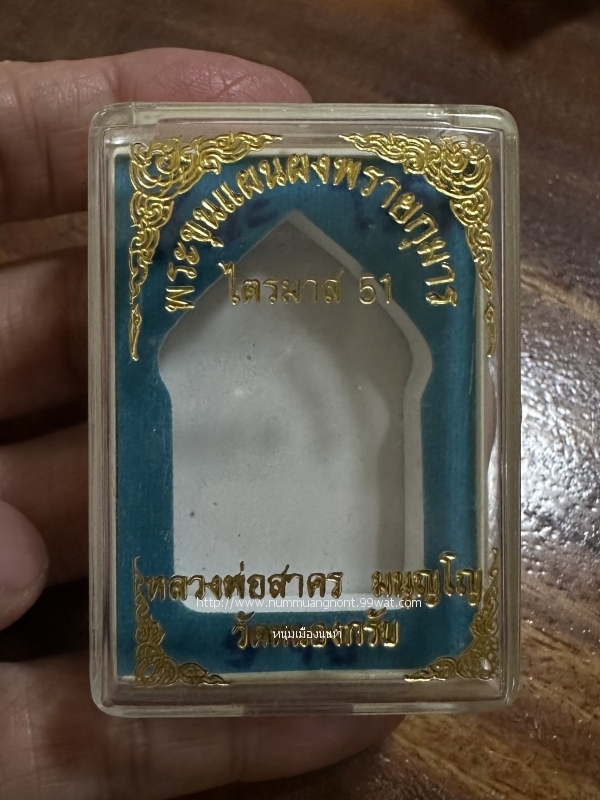 พระขุนแผนผงพรายกุมาร
ไตรมาส 51
หลวงพ่อสาคร มนุญโญ
http://www.nummuangnont.99wat.com
วัดหนองกรับ
หนุ่มเมืองนนท์